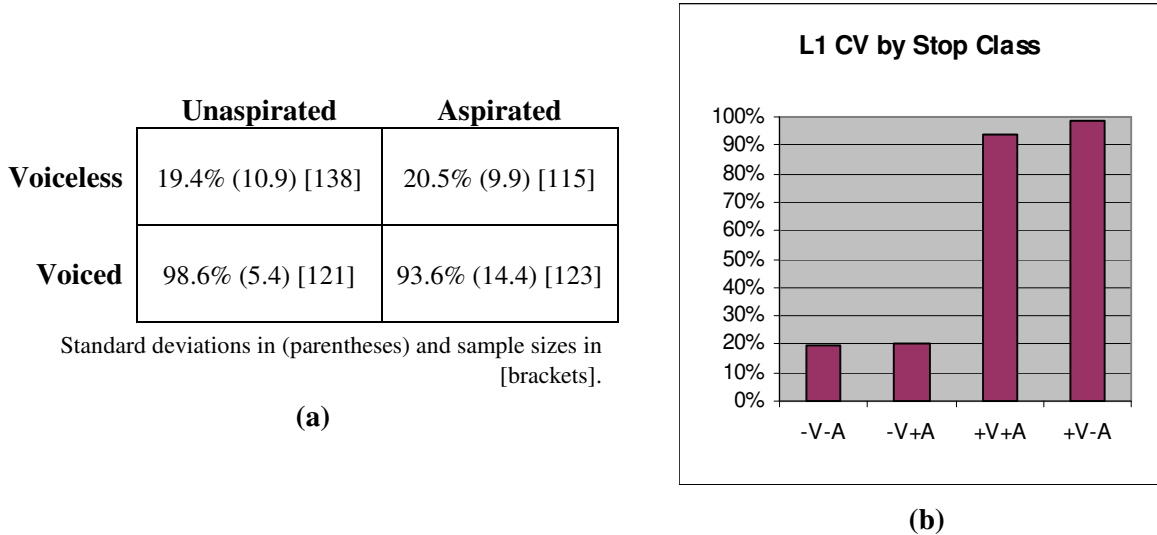 Unaspirated Aspirated
Voiceless 19.4% (10.9) [138] 20.5% (9.9) [115]
Voiced 98.6% (5.4) [121] 93.6% (14.4) [123]
Standard deviations in (parentheses) and sample sizes in
[brackets].
(a)
L1 CV by Stop Class
100%
90%
80%
70%
60%
50%
40%
30%
20%
10%
0%
-V-A -V+A +V+A +V-A
(b)